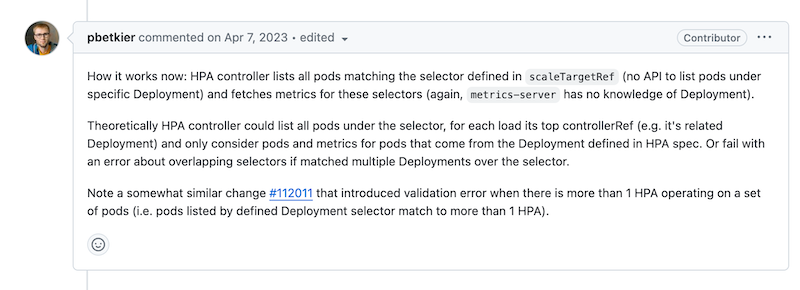 pbetkier commented on Apr 7, 2023 • edited
Contributor
How it works now: HPA controller lists all pods matching the selector defined in scaleTargetRef (no API to list pods under
specific Deployment) and fetches metrics for these selectors (again, metrics-server has no knowledge of Deployment).
Theoretically HPA controller could list all pods under the selector, for each load its top controllerRef (e.g. it's related
Deployment) and only consider pods and metrics for pods that come from the Deployment defined in HPA spec. Or fail with
an error about overlapping selectors if matched multiple Deployments over the selector.
Note a somewhat similar change #112011 that introduced validation error when there is more than 1 HPA operating on a set
of pods (i.e. pods listed by defined Deployment selector match to more than 1 HPA).